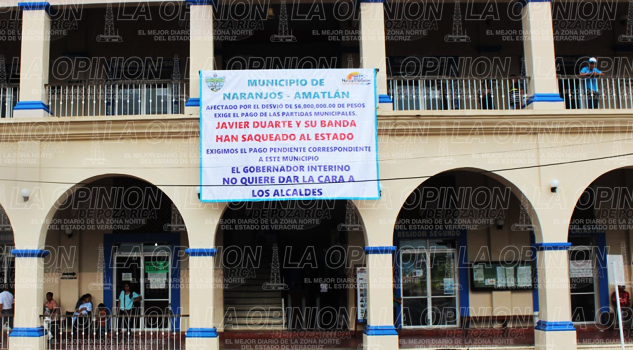 MUNICIPIO DE
NARANJOS - AMATLÁN
AFECTADO POR EL DESVIO DE $6,000,000.00 DE PESOS
EXIGE EL PAGO DE LAS PARTIDAS MUNICIPALES.
JAVIER DUARTE Y SU BANDA
HAN SAQUEADO AL ESTADO
EXIGIMOS EL PAGO PENDIENTE CORRESPONDIENTE
A ESTE MUNICIPIO
EL GOBERNADOR INTERINO
NO QUIERE DAR LA CARA A
LOS ALCALDES
LA OPINIÓN
EL MEJOR DIARIO DE LA ZONA NORTE
DEL ESTADO DE VERACRUZ